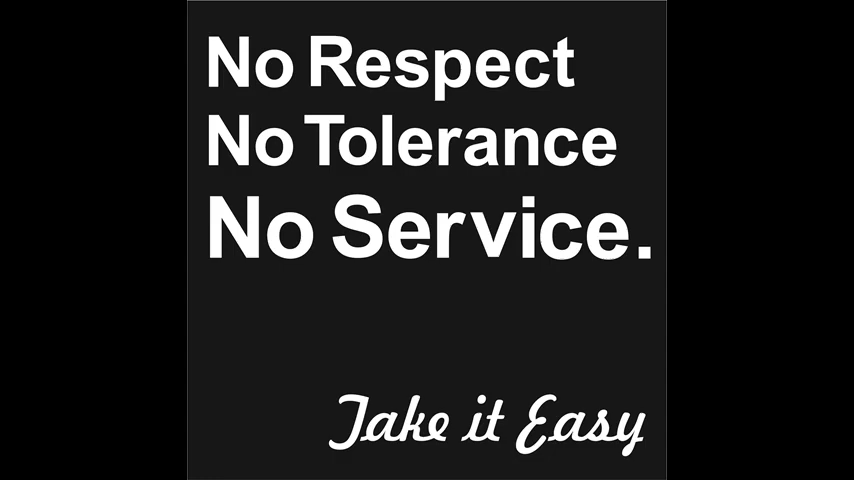 No Respect
No Tolerance
No Service.
Take it Easy